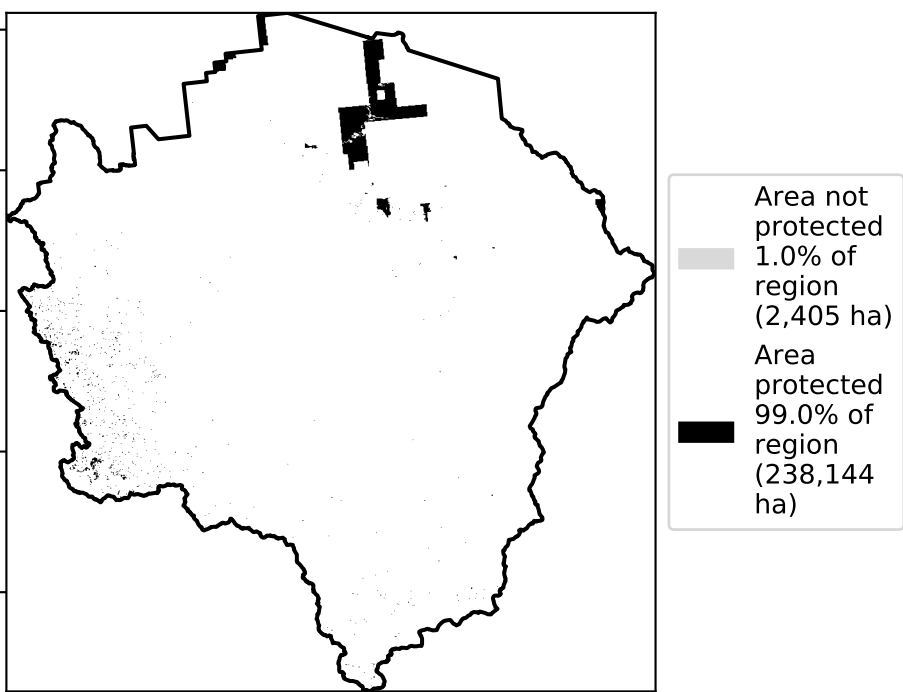 Area not
protected
1.0% of
region
(2,405 ha)
Area
protected
99.0% of
region
(238,144
ha)